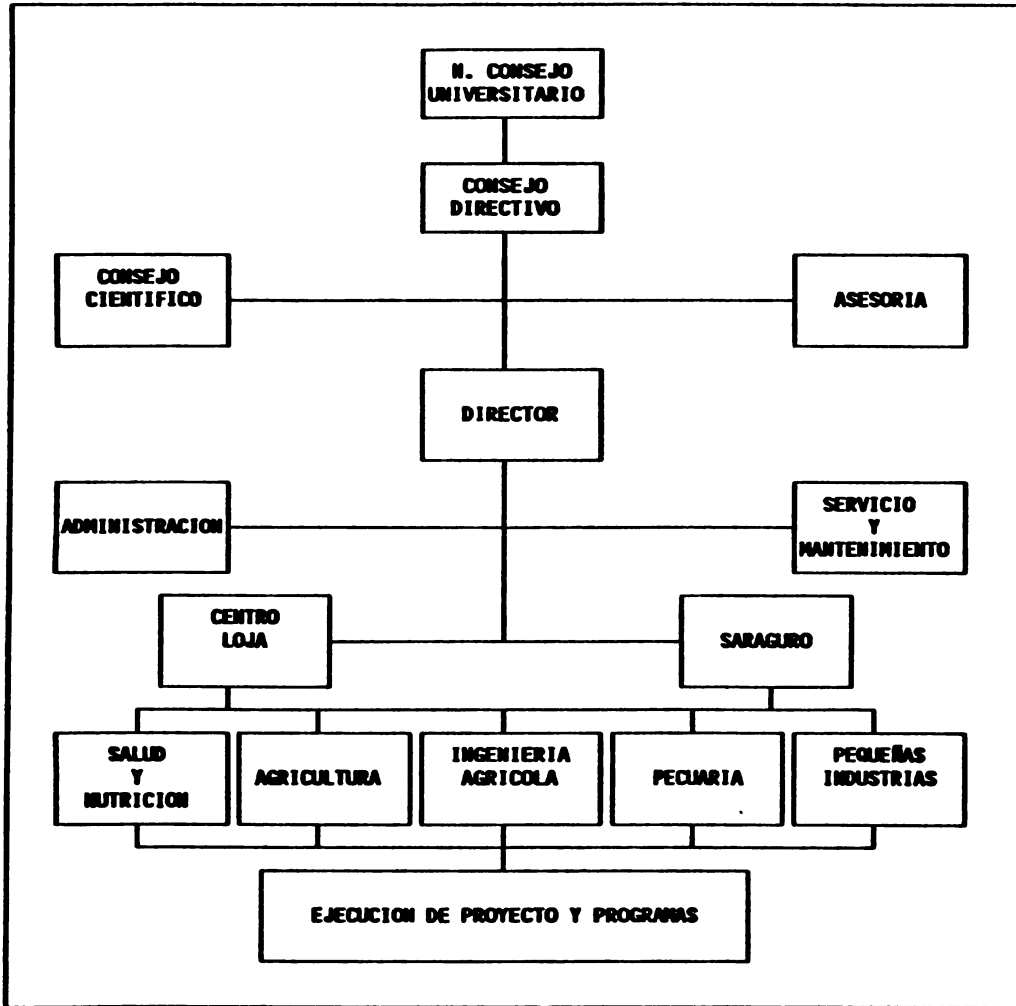 H. CONSEJO
UNIVERSITARIO
CONSEJO
DIRECTIVO
CONSEJO
CIENTIFICO
ASESORIA
DIRECTOR
ADMINISTRACION
SERVICIO
Y
MANTENIMIENTO
CENTRO
LOJA
SARAGURO
SALUD
Y
NUTRICION
AGRICULTURA
INGENIERIA
AGRICOLA
PECUARIA
PEQUEÑAS
INDUSTRIAS
EJECUCION DE PROYECTO Y PROGRAMAS